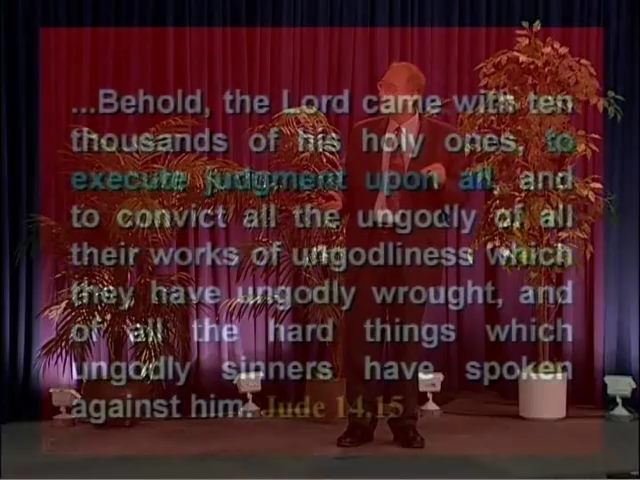 ...Behold, the Lord came with ten
thousands of his holy ones, to
execute judgment upon all, and
to convict all the ungodly of all
their works of ungodliness which
they have ungodly wrought, and
of all the hard things which
ungodly sinners have spoken
against him. Jude 14,15